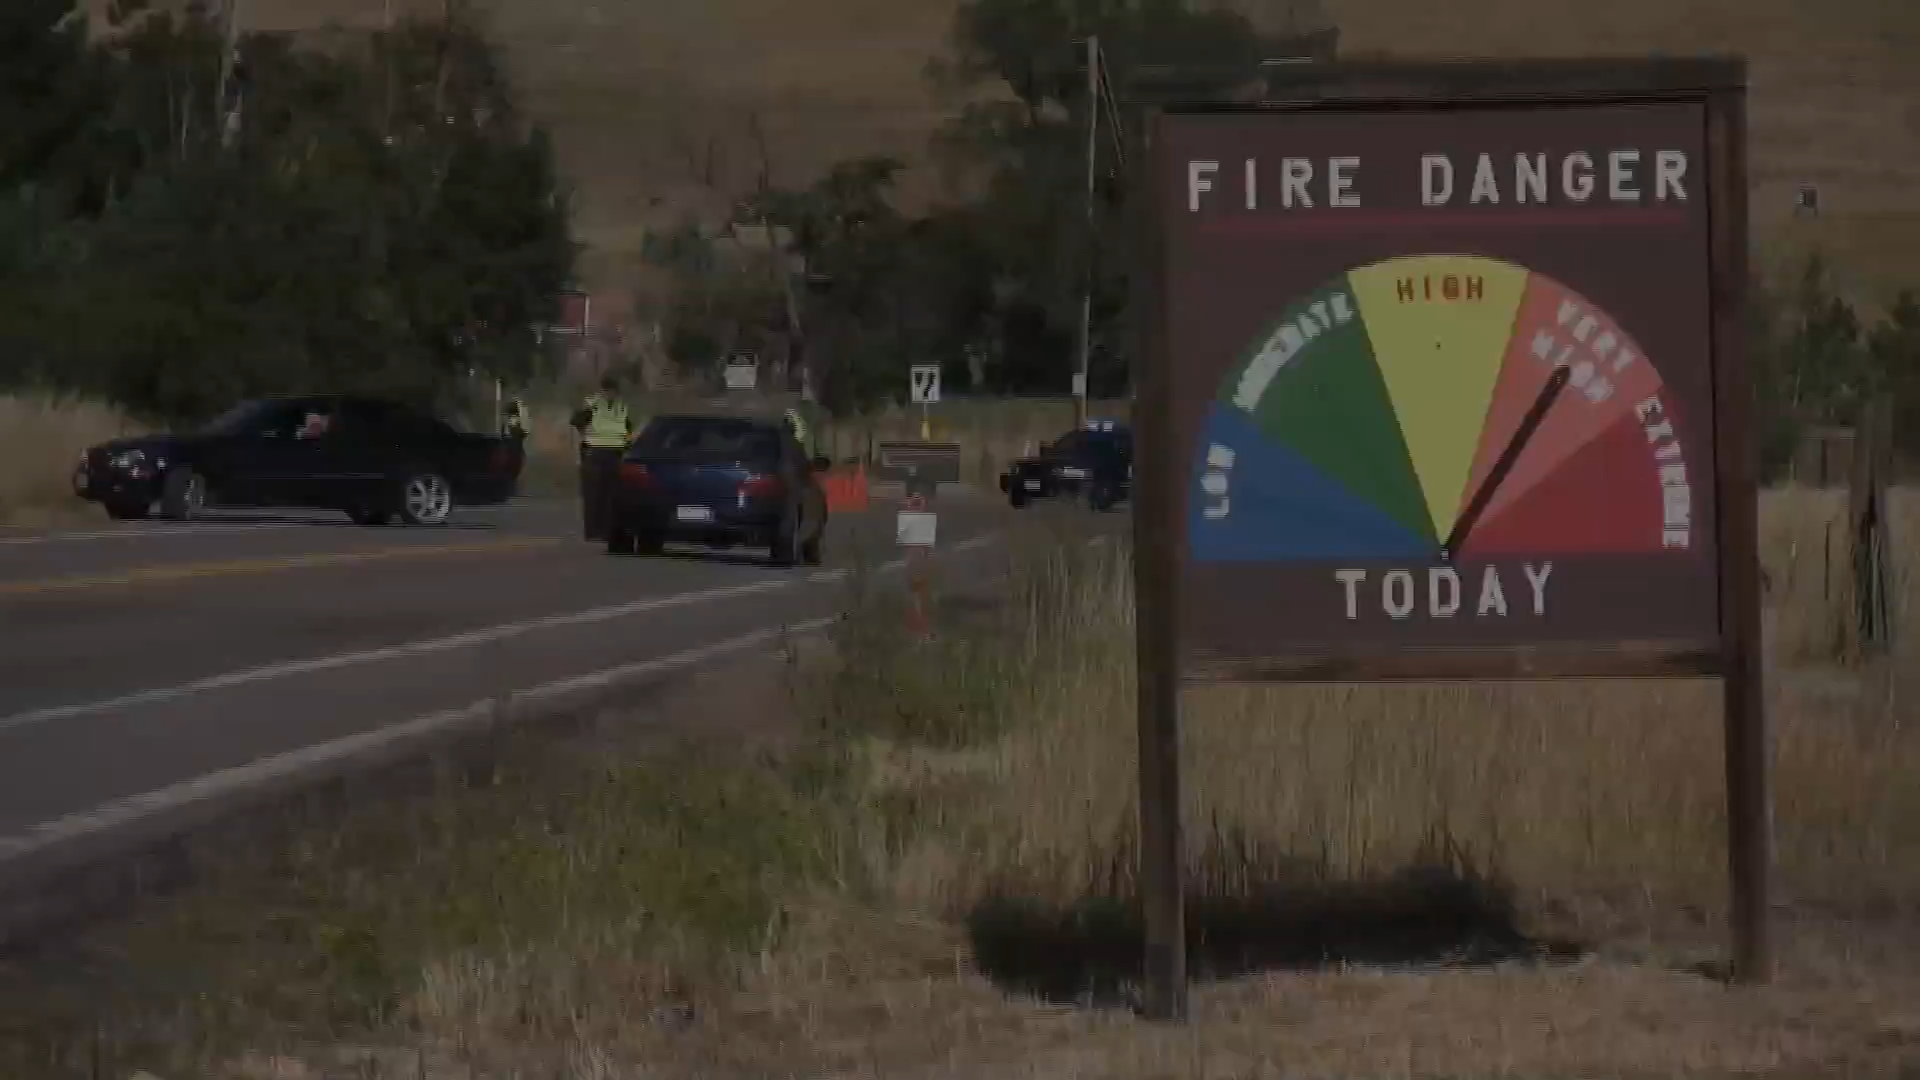 FIRE DANGER
HIGH
MODERATE
VERY
HIGH
LOW
EXTREME
TODAY